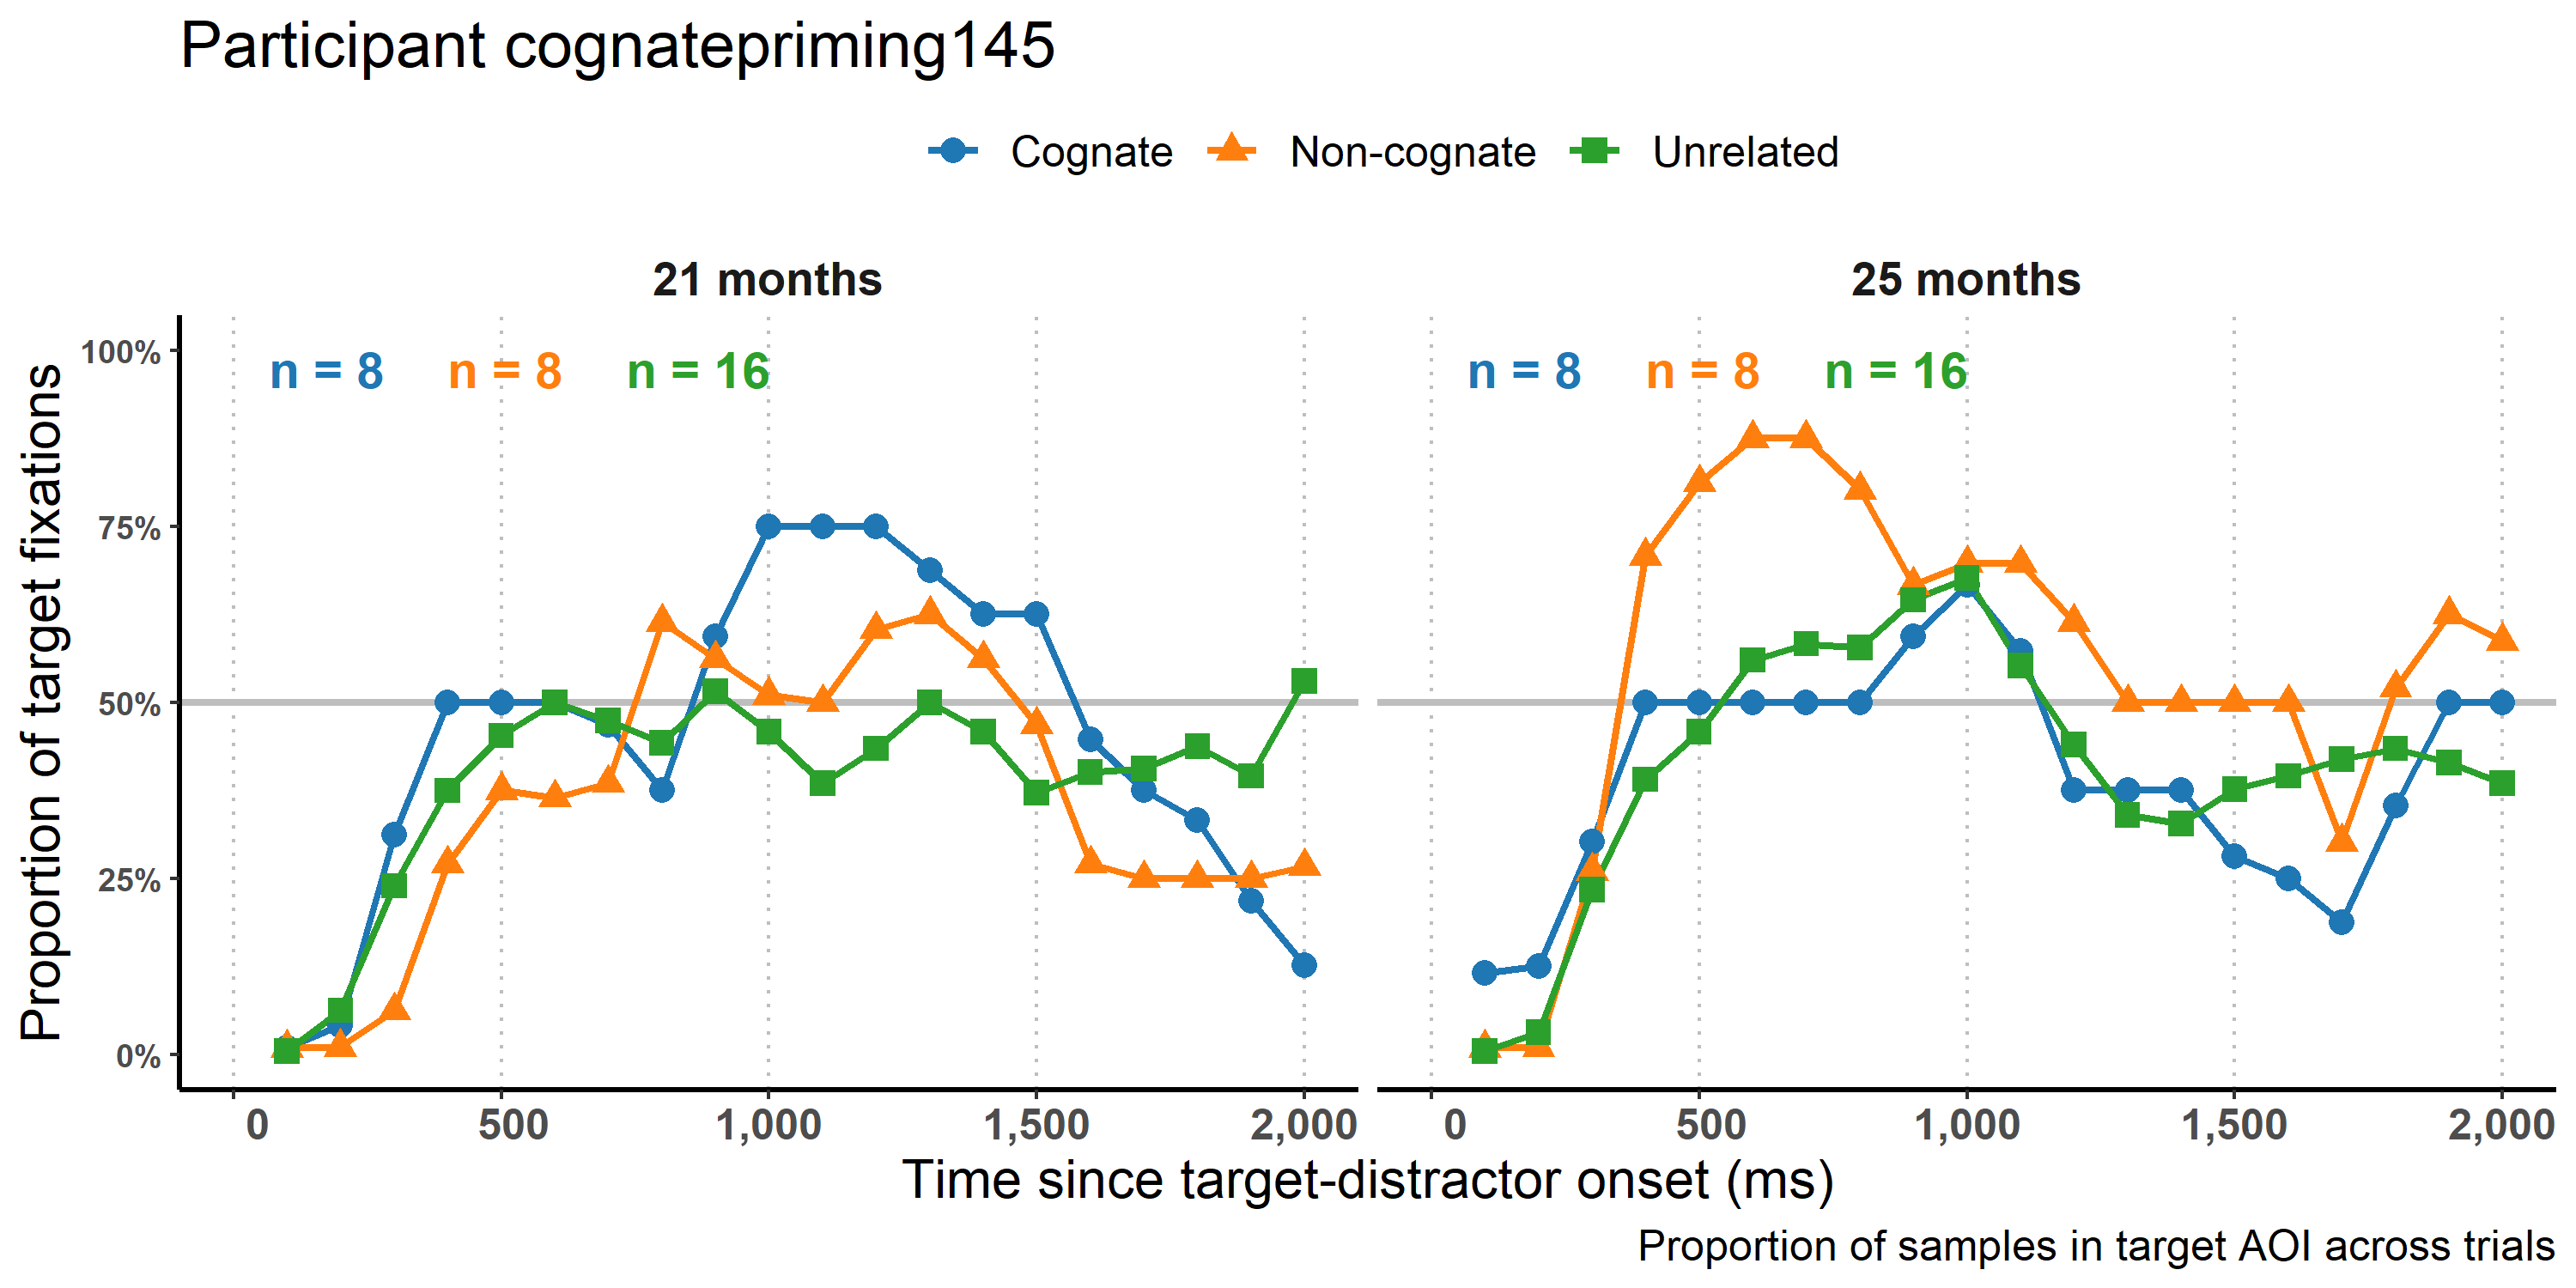 Participant cognatepriming145
Cognate Non-cognate Unrelated
21 months 25 months
Proportion of target fixations
100%
75%
50%
25%
0%
n = 8 n = 8 n = 16
n = 8 n = 8 n = 16
0 500 1,000 1,500 2,000
0 500 1,000 1,500 2,000
Time since target-distractor onset (ms)
Proportion of samples in target AOI across trials